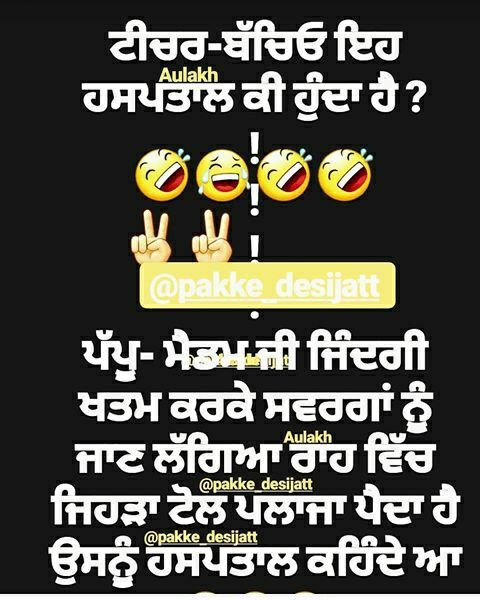 ਟੀਚਰ-ਬੱਚਿਓ ਇਹ
Aulakh
ਹਸਪਤਾਲ ਕੀ ਹੁੰਦਾ ਹੈ ?
!
!
!
@pakke_desijatt
ਪੱਪੂ- ਮੈਡਮ ਜੀ ਜਿੰਦਗੀ
ਖਤਮ ਕਰਕੇ ਸਵਰਗਾਂ ਨੂੰ
Aulakh
ਜਾਣ ਲੱਗਿਆ ਰਾਹ ਵਿੱਚ
@pakke_desijatt
ਜਿਹੜਾ ਟੋਲ ਪਲਾਜਾ ਪੈਦਾ ਹੈ
@pakke_desijatt
ਉਸਨੂੰ ਹਸਪਤਾਲ ਕਹਿੰਦੇ ਆ